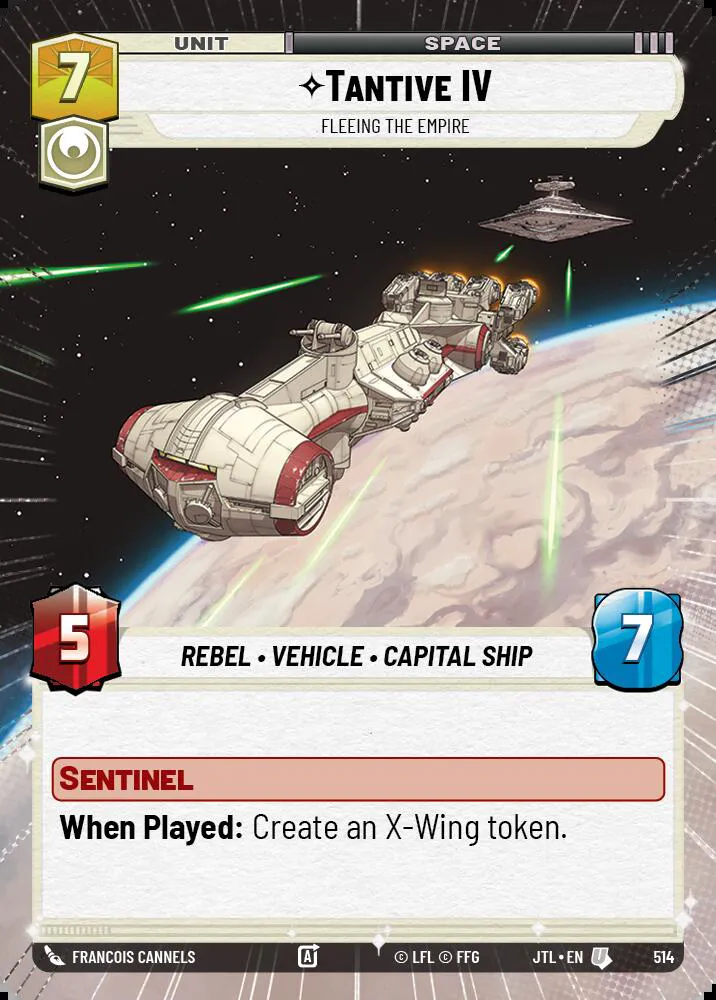 UNIT
SPACE
7
✧TANTIVE IV
FLEEING THE EMPIRE
5
REBEL • VEHICLE • CAPITAL SHIP
7
SENTINEL
When Played: Create an X-Wing token.
FRANCOIS CANNELS
A
© LFL © FFG
JTL • EN
U
514